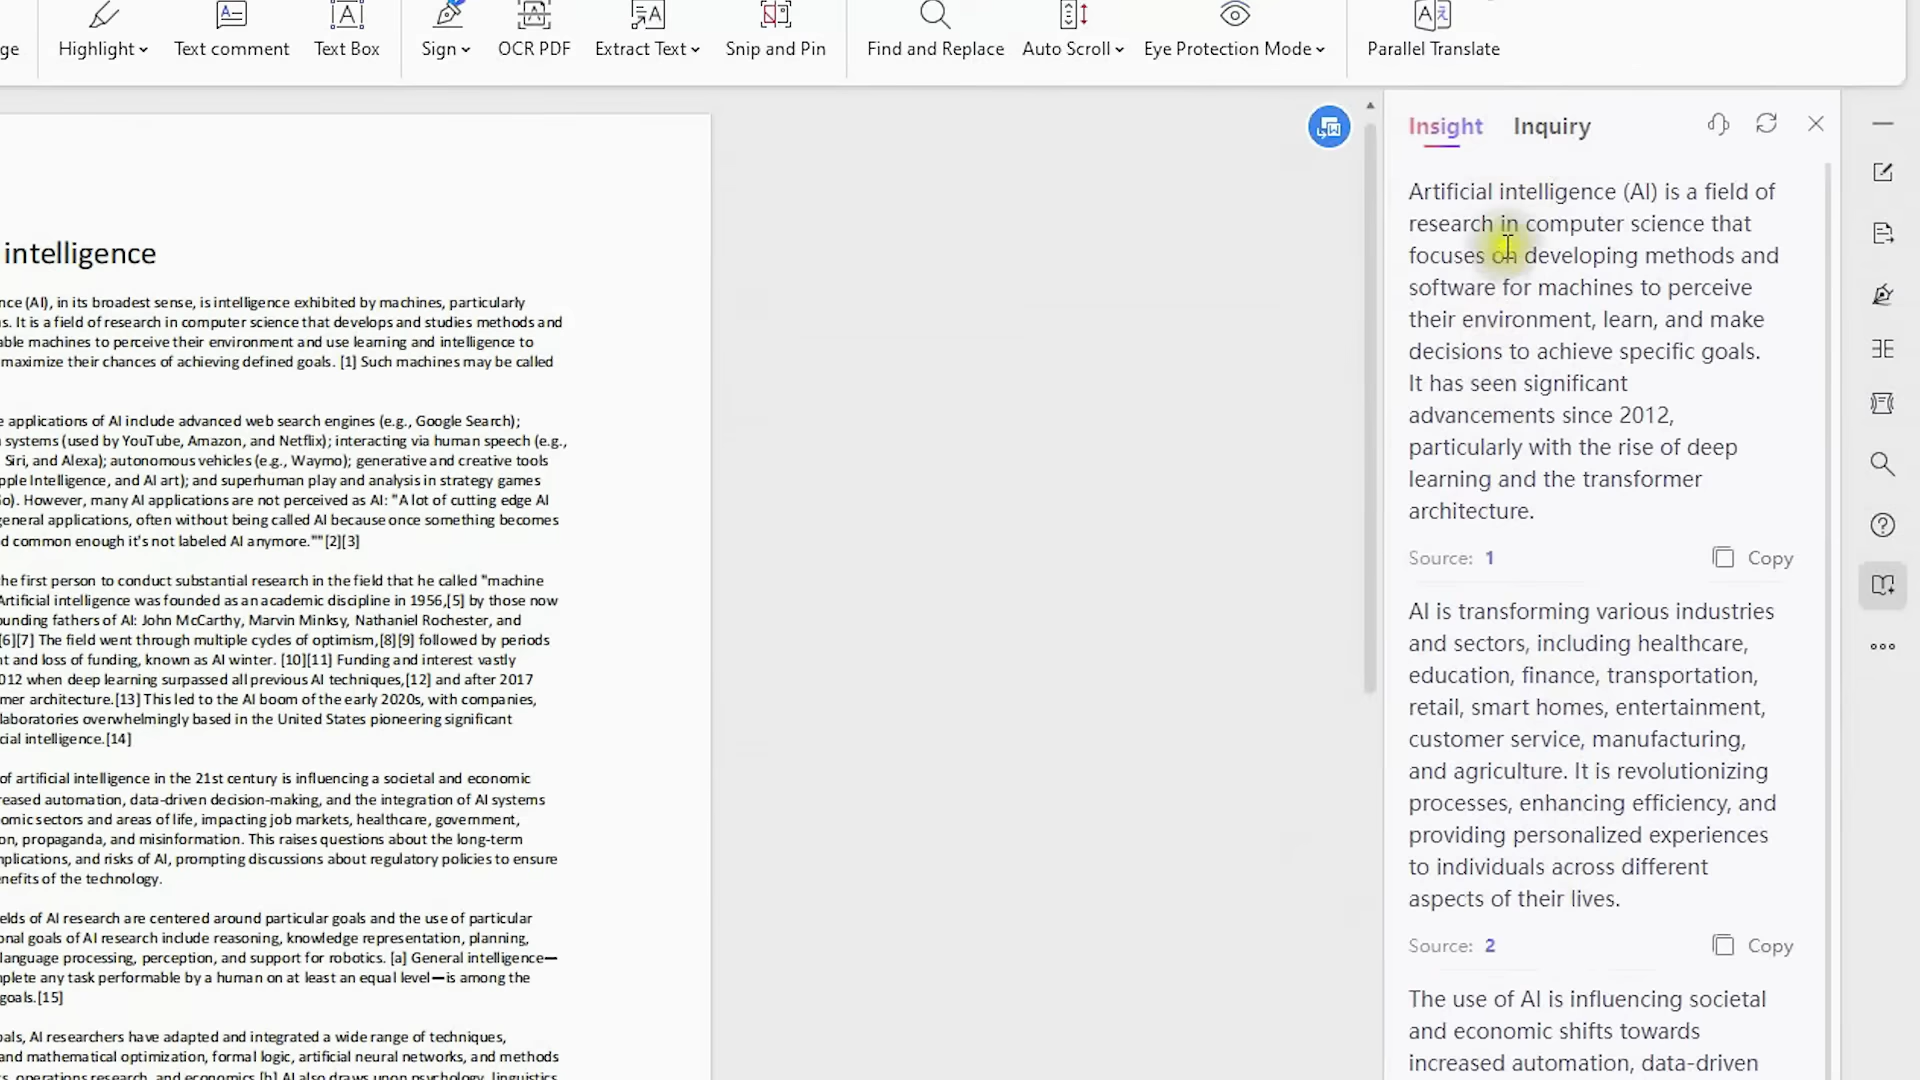 ge
Highlight
Text comment
Text Box
Sign
OCR PDF
Extract Text
Snip and Pin
Find and Replace
Auto Scroll
Eye Protection Mode
Parallel Translate
intelligence
nce (AI), in its broadest sense, is intelligence exhibited by machines, particularly
s. It is a field of research in computer science that develops and studies methods and
able machines to perceive their environment and use learning and intelligence to
maximize their chances of achieving defined goals. [1] Such machines may be called
e applications of AI include advanced web search engines (e.g., Google Search);
systems (used by YouTube, Amazon, and Netflix); interacting via human speech (e.g.,
Siri, and Alexa); autonomous vehicles (e.g., Waymo); generative and creative tools
pple Intelligence, and AI art); and superhuman play and analysis in strategy games
Go). However, many AI applications are not perceived as AI: "A lot of cutting edge AI
general applications, often without being called AI because once something becomes
d common enough it's not labeled AI anymore.""[2][3]
he first person to conduct substantial research in the field that he called "machine
Artificial intelligence was founded as an academic discipline in 1956,[5] by those now
ounding fathers of AI: John McCarthy, Marvin Minksy, Nathaniel Rochester, and
[6][7] The field went through multiple cycles of optimism,[8][9] followed by periods
nt and loss of funding, known as AI winter. [10][11] Funding and interest vastly
012 when deep learning surpassed all previous AI techniques,[12] and after 2017
mer architecture.[13] This led to the AI boom of the early 2020s, with companies,
laboratories overwhelmingly based in the United States pioneering significant
cial intelligence.[14]
of artificial intelligence in the 21st century is influencing a societal and economic
reased automation, data-driven decision-making, and the integration of AI systems
omic sectors and areas of life, impacting job markets, healthcare, government,
on, propaganda, and misinformation. This raises questions about the long-term
mplications, and risks of AI, prompting discussions about regulatory policies to ensure
enefits of the technology.
elds of AI research are centered around particular goals and the use of particular
onal goals of AI research include reasoning, knowledge representation, planning,
language processing, perception, and support for robotics. [a] General intelligence—
mplete any task performable by a human on at least an equal level—is among the
goals.[15]
oals, AI researchers have adapted and integrated a wide range of techniques,
and mathematical optimization, formal logic, artificial neural networks, and methods
s, operations research, and economics.[b] AI also draws upon psychology, linguistics
Insight
Inquiry
Artificial intelligence (AI) is a field of
research in computer science that
focuses on developing methods and
software for machines to perceive
their environment, learn, and make
decisions to achieve specific goals.
It has seen significant
advancements since 2012,
particularly with the rise of deep
learning and the transformer
architecture.
Source: 1
Copy
AI is transforming various industries
and sectors, including healthcare,
education, finance, transportation,
retail, smart homes, entertainment,
customer service, manufacturing,
and agriculture. It is revolutionizing
processes, enhancing efficiency, and
providing personalized experiences
to individuals across different
aspects of their lives.
Source: 2
Copy
The use of AI is influencing societal
and economic shifts towards
increased automation, data-driven